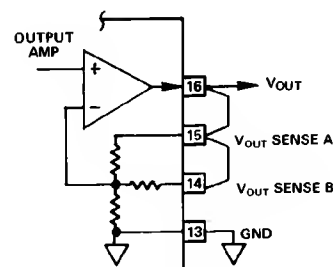 OUTPUT
AMP
+
−
16
VOUT
15
VOUT SENSE A
14
VOUT SENSE B
13
GND